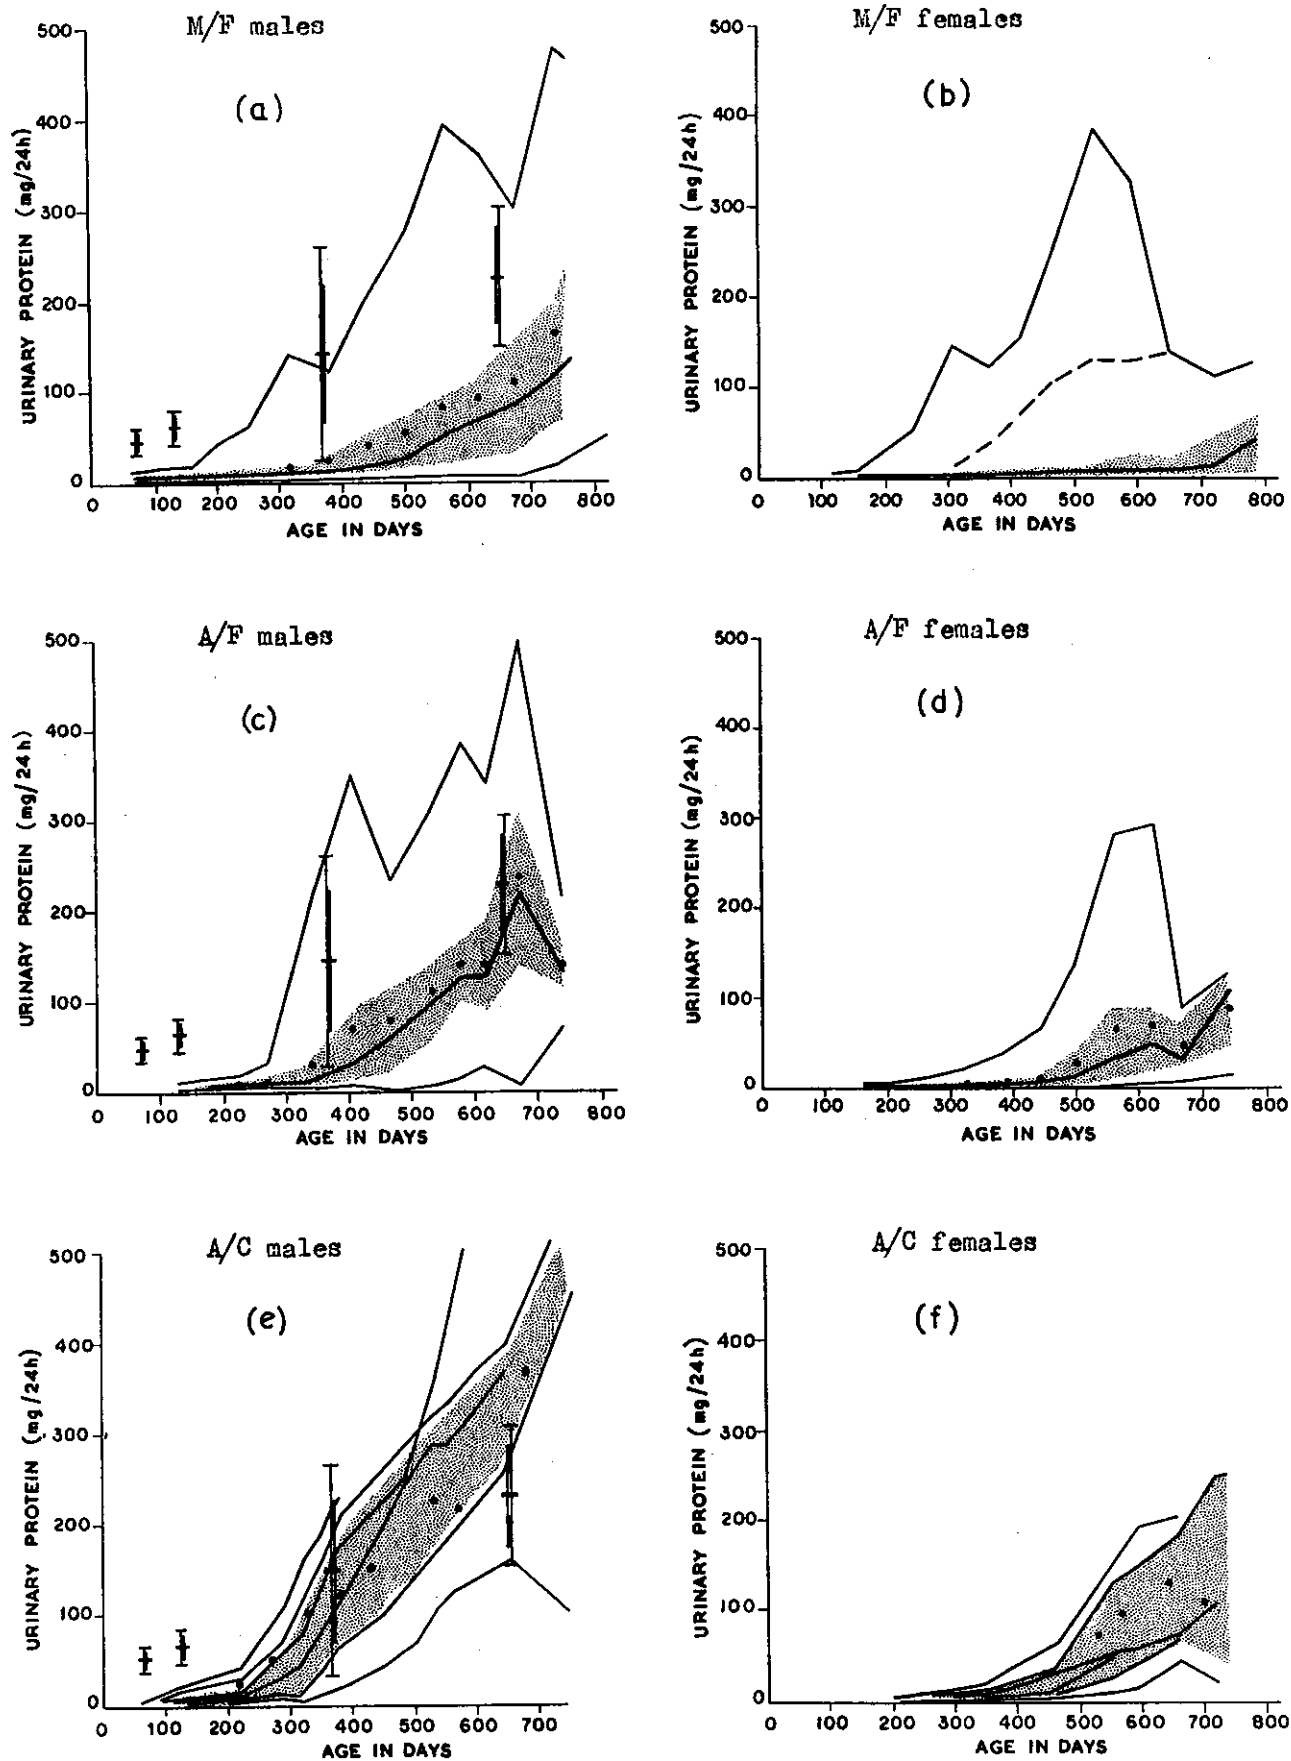 M/F males
(a)
URINARY PROTEIN (mg/24h)
500
400
300
200
100
0
0 100 200 300 400 500 600 700 800
AGE IN DAYS
M/F females
(b)
URINARY PROTEIN (mg/24h)
500
400
300
200
100
0
0 100 200 300 400 500 600 700 800
AGE IN DAYS
A/F males
(c)
URINARY PROTEIN (mg/24h)
500
400
300
200
100
0
0 100 200 300 400 500 600 700 800
AGE IN DAYS
A/F females
(d)
URINARY PROTEIN (mg/24h)
500
400
300
200
100
0
0 100 200 300 400 500 600 700 800
AGE IN DAYS
A/C males
(e)
URINARY PROTEIN (mg/24h)
500
400
300
200
100
0
0 100 200 300 400 500 600 700
AGE IN DAYS
A/C females
(f)
URINARY PROTEIN (mg/24h)
500
400
300
200
100
0
0 100 200 300 400 500 600 700 800
AGE IN DAYS